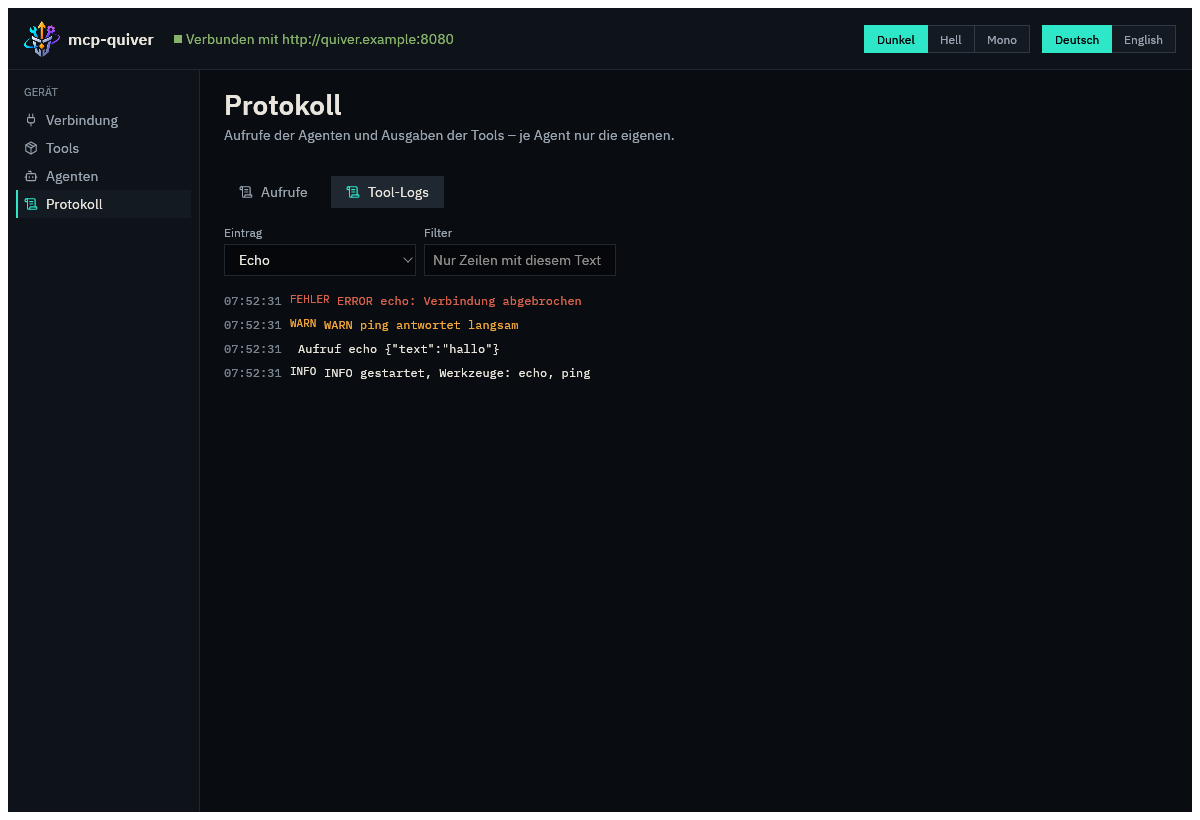 mcp-quiver
Verbunden mit http://quiver.example:8080
Dunkel Hell Mono Deutsch English
GERÄT
Verbindung
Tools
Agenten
Protokoll
Protokoll
Aufrufe der Agenten und Ausgaben der Tools – je Agent nur die eigenen.
Aufrufe Tool-Logs
Eintrag Filter
Echo Nur Zeilen mit diesem Text
07:52:31 FEHLER ERROR echo: Verbindung abgebrochen
07:52:31 WARN WARN ping antwortet langsam
07:52:31 Aufruf echo {"text":"hallo"}
07:52:31 INFO INFO gestartet, Werkzeuge: echo, ping